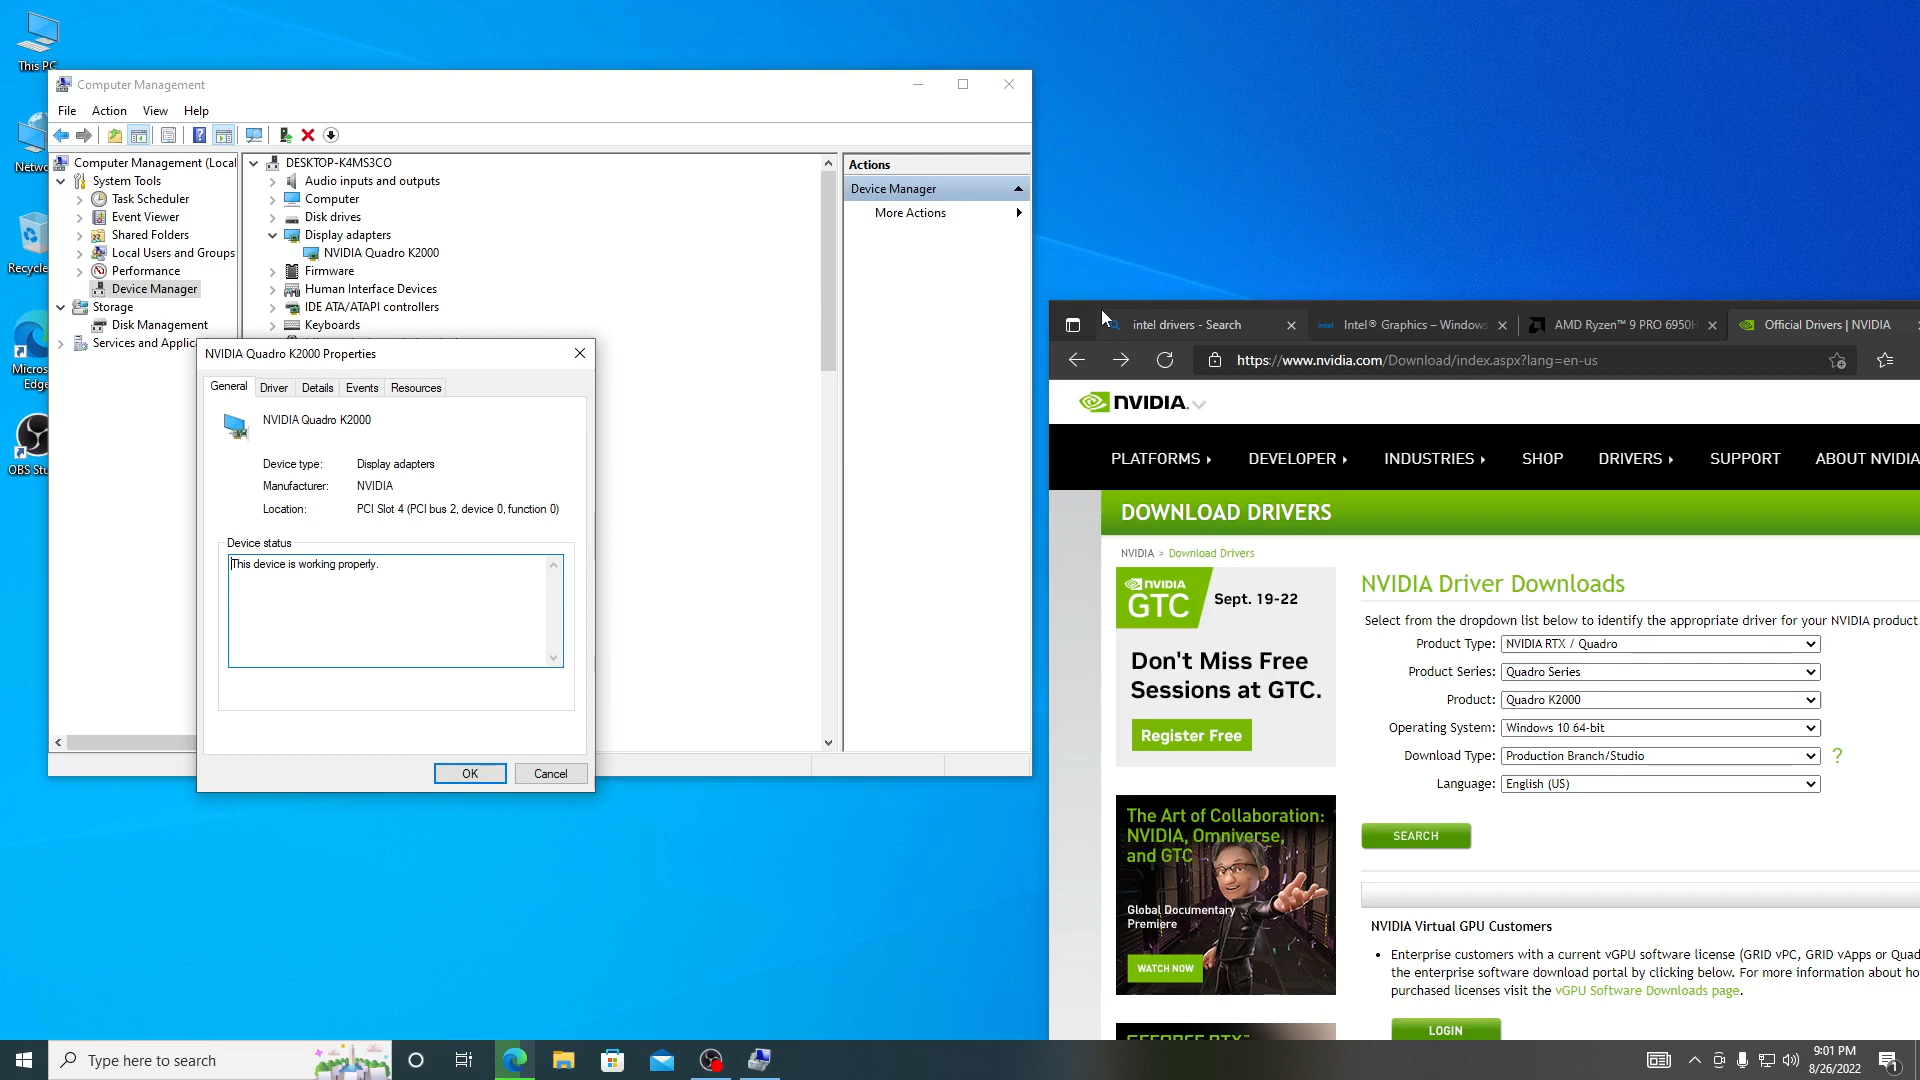 This PC
Netwo
Recycle
Micros
Edge
OBS Stu
Computer Management
File Action View Help
Computer Management (Local
System Tools
Task Scheduler
Event Viewer
Shared Folders
Local Users and Groups
Performance
Device Manager
Storage
Disk Management
Services and Applic
DESKTOP-K4MS3CO
Audio inputs and outputs
Computer
Disk drives
Display adapters
NVIDIA Quadro K2000
Firmware
Human Interface Devices
IDE ATA/ATAPI controllers
Keyboards
Actions
Device Manager
More Actions
NVIDIA Quadro K2000 Properties
General Driver Details Events Resources
NVIDIA Quadro K2000
Device type: Display adapters
Manufacturer: NVIDIA
Location: PCI Slot 4 (PCI bus 2, device 0, function 0)
Device status
This device is working properly.
OK Cancel
intel drivers - Search
Intel® Graphics – Windows
AMD Ryzen™ 9 PRO 6950H
Official Drivers | NVIDIA
https://www.nvidia.com/Download/index.aspx?lang=en-us
NVIDIA.
PLATFORMS DEVELOPER INDUSTRIES SHOP DRIVERS SUPPORT ABOUT NVIDIA
DOWNLOAD DRIVERS
NVIDIA > Download Drivers
NVIDIA
GTC
Sept. 19-22
Don't Miss Free
Sessions at GTC.
Register Free
The Art of Collaboration:
NVIDIA, Omniverse,
and GTC
Global Documentary
Premiere
WATCH NOW
NVIDIA Driver Downloads
Select from the dropdown list below to identify the appropriate driver for your NVIDIA product.
Product Type: NVIDIA RTX / Quadro
Product Series: Quadro Series
Product: Quadro K2000
Operating System: Windows 10 64-bit
Download Type: Production Branch/Studio ?
Language: English (US)
SEARCH
NVIDIA Virtual GPU Customers
• Enterprise customers with a current vGPU software license (GRID vPC, GRID vApps or Quad
the enterprise software download portal by clicking below. For more information about ho
purchased licenses visit the vGPU Software Downloads page.
LOGIN
Type here to search
9:01 PM
8/26/2022
1